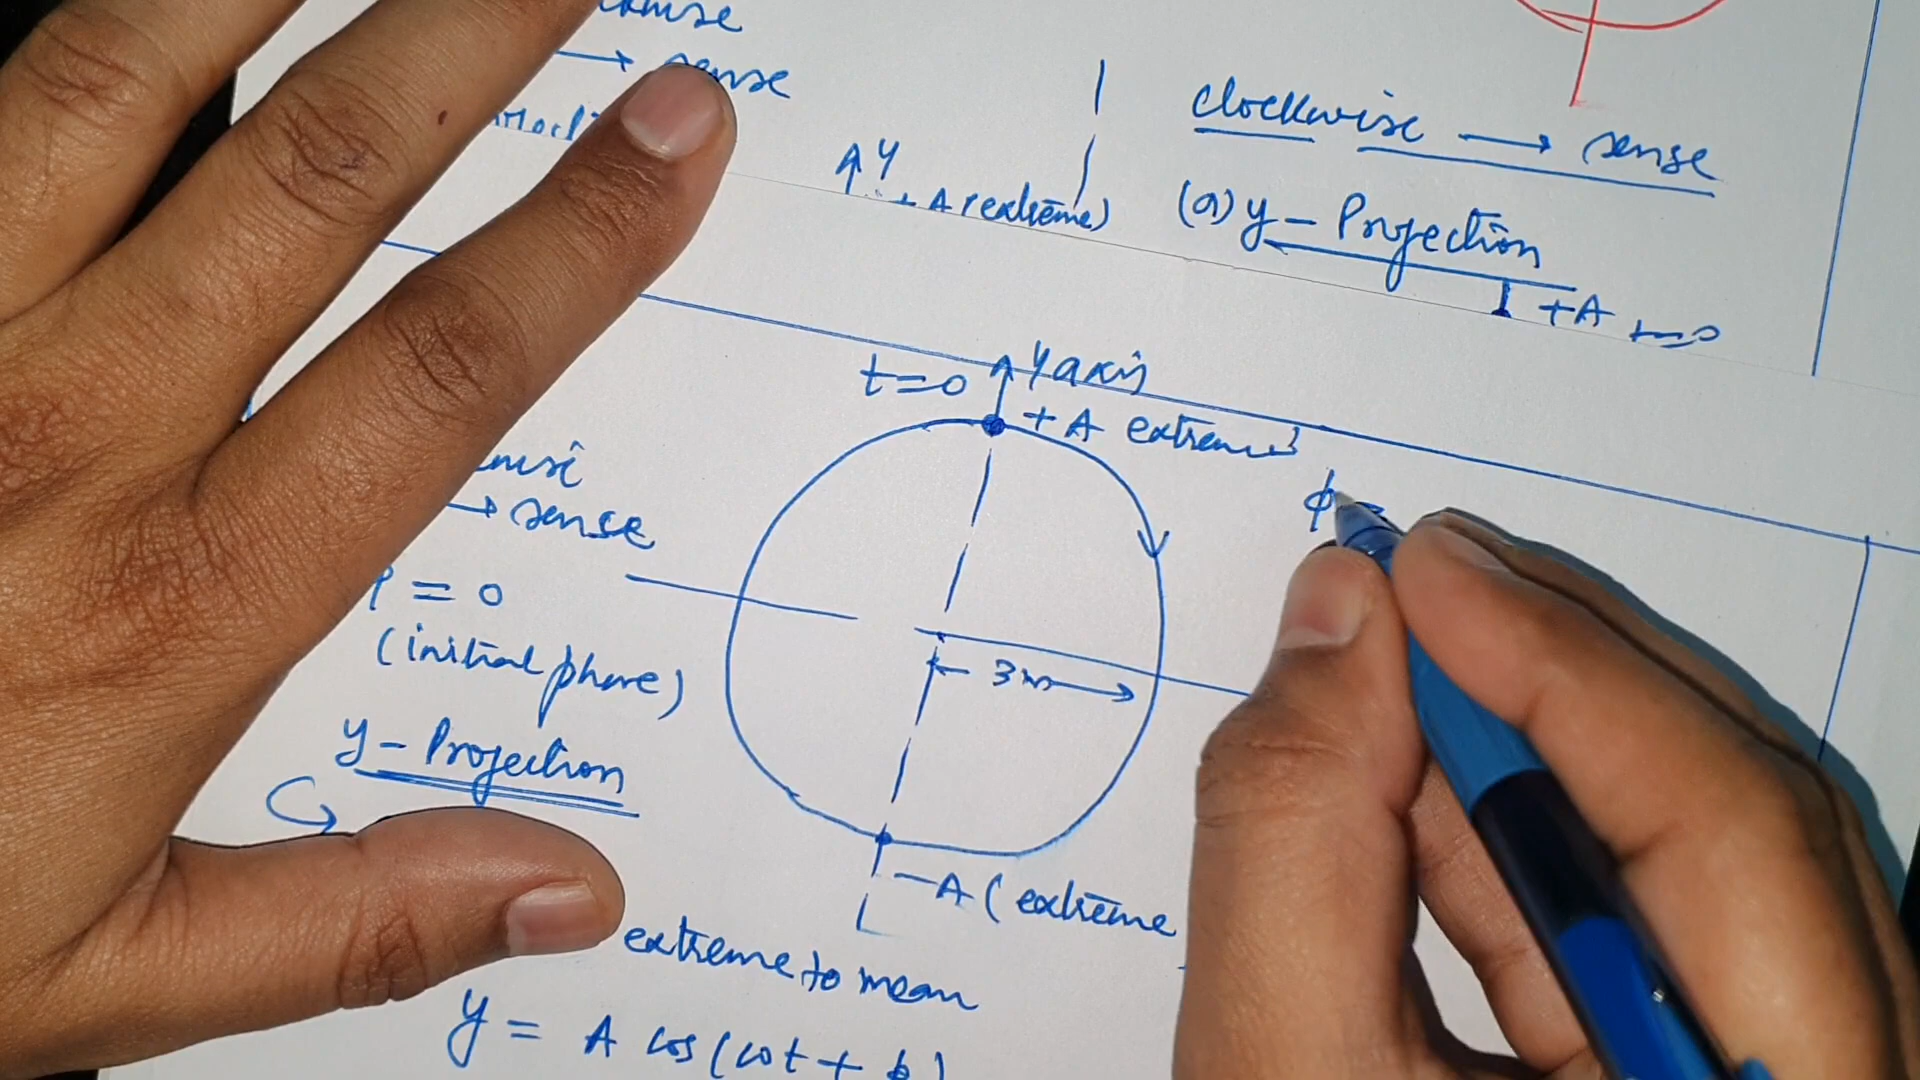 sense
clockwise → sense
↑ Y
+ A (extreme)
(a) y - Projection
+A t=0
t=0
Y axis
+ A extreme
ϕ =
→ sense
= 0
(initial phase)
3m
y - Projection
-A (extreme
extreme to mean
y = A cos(ωt + ϕ)